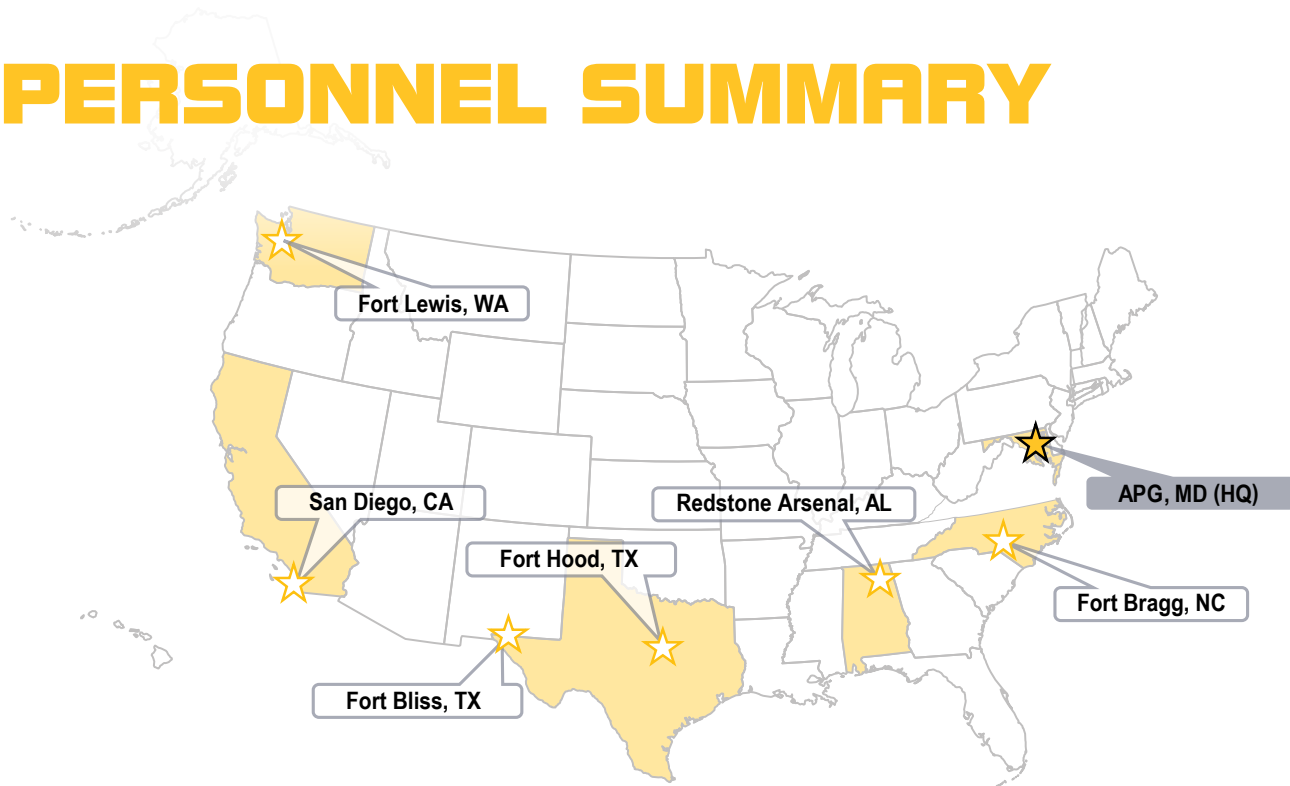 PERSONNEL SUMMARY
Fort Lewis, WA
San Diego, CA
Redstone Arsenal, AL
APG, MD (HQ)
Fort Hood, TX
Fort Bragg, NC
Fort Bliss, TX